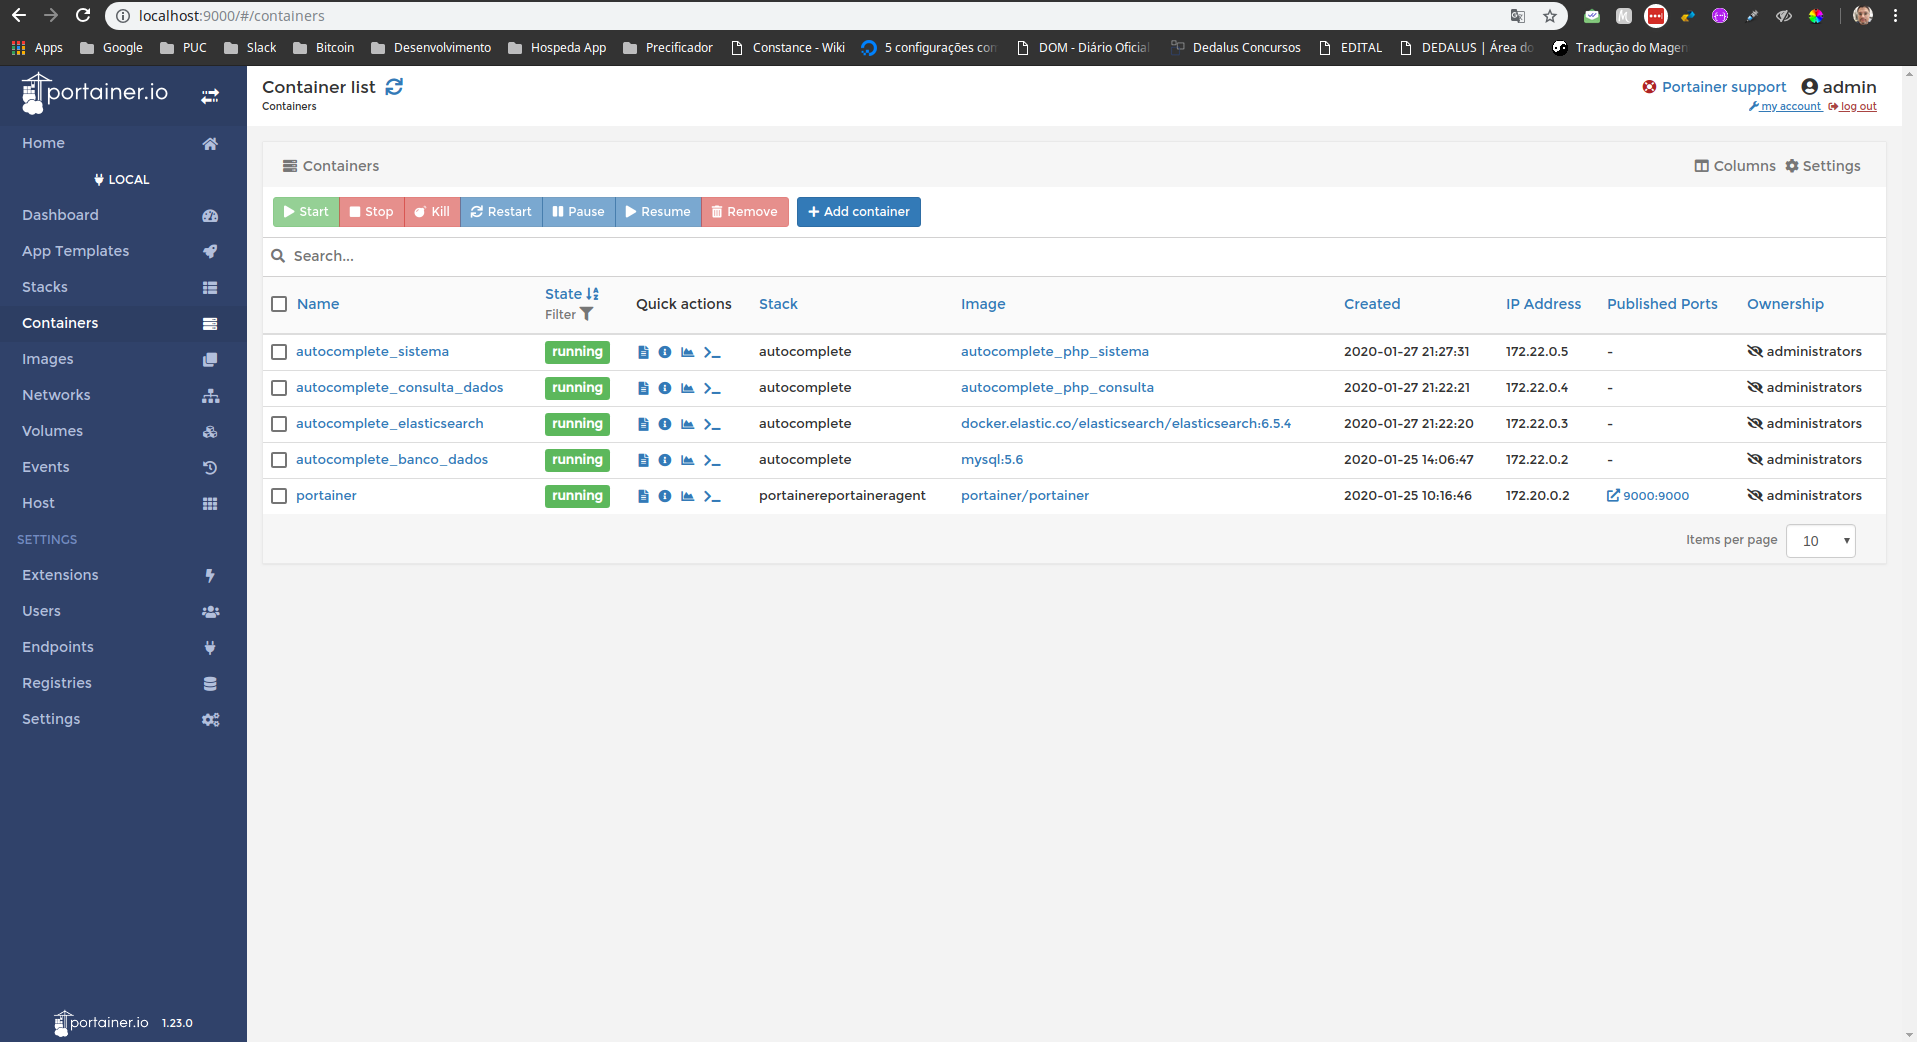 localhost:9000/#/containers
Apps Google PUC Slack Bitcoin Desenvolvimento Hospeda App Precificador Constance - Wiki 5 configurações con DOM - Diário Oficial Dedalus Concursos EDITAL DEDALUS | Área do Tradução do Magen
portainer.io
Home
LOCAL
Dashboard
App Templates
Stacks
Containers
Images
Networks
Volumes
Events
Host
SETTINGS
Extensions
Users
Endpoints
Registries
Settings
portainer.io 1.23.0
Container list
Containers
Portainer support admin
my account log out
Containers
Columns Settings
Start Stop Kill Restart Pause Resume Remove Add container
Search...
Name State Filter Quick actions Stack Image Created IP Address Published Ports Ownership
autocomplete_sistema running autocomplete autocomplete_php_sistema 2020-01-27 21:27:31 172.22.0.5 - administrators
autocomplete_consulta_dados running autocomplete autocomplete_php_consulta 2020-01-27 21:22:21 172.22.0.4 - administrators
autocomplete_elasticsearch running autocomplete docker.elastic.co/elasticsearch/elasticsearch:6.5.4 2020-01-27 21:22:20 172.22.0.3 - administrators
autocomplete_banco_dados running autocomplete mysql:5.6 2020-01-25 14:06:47 172.22.0.2 - administrators
portainer running portainereportaineragent portainer/portainer 2020-01-25 10:16:46 172.20.0.2 9000:9000 administrators
Items per page 10